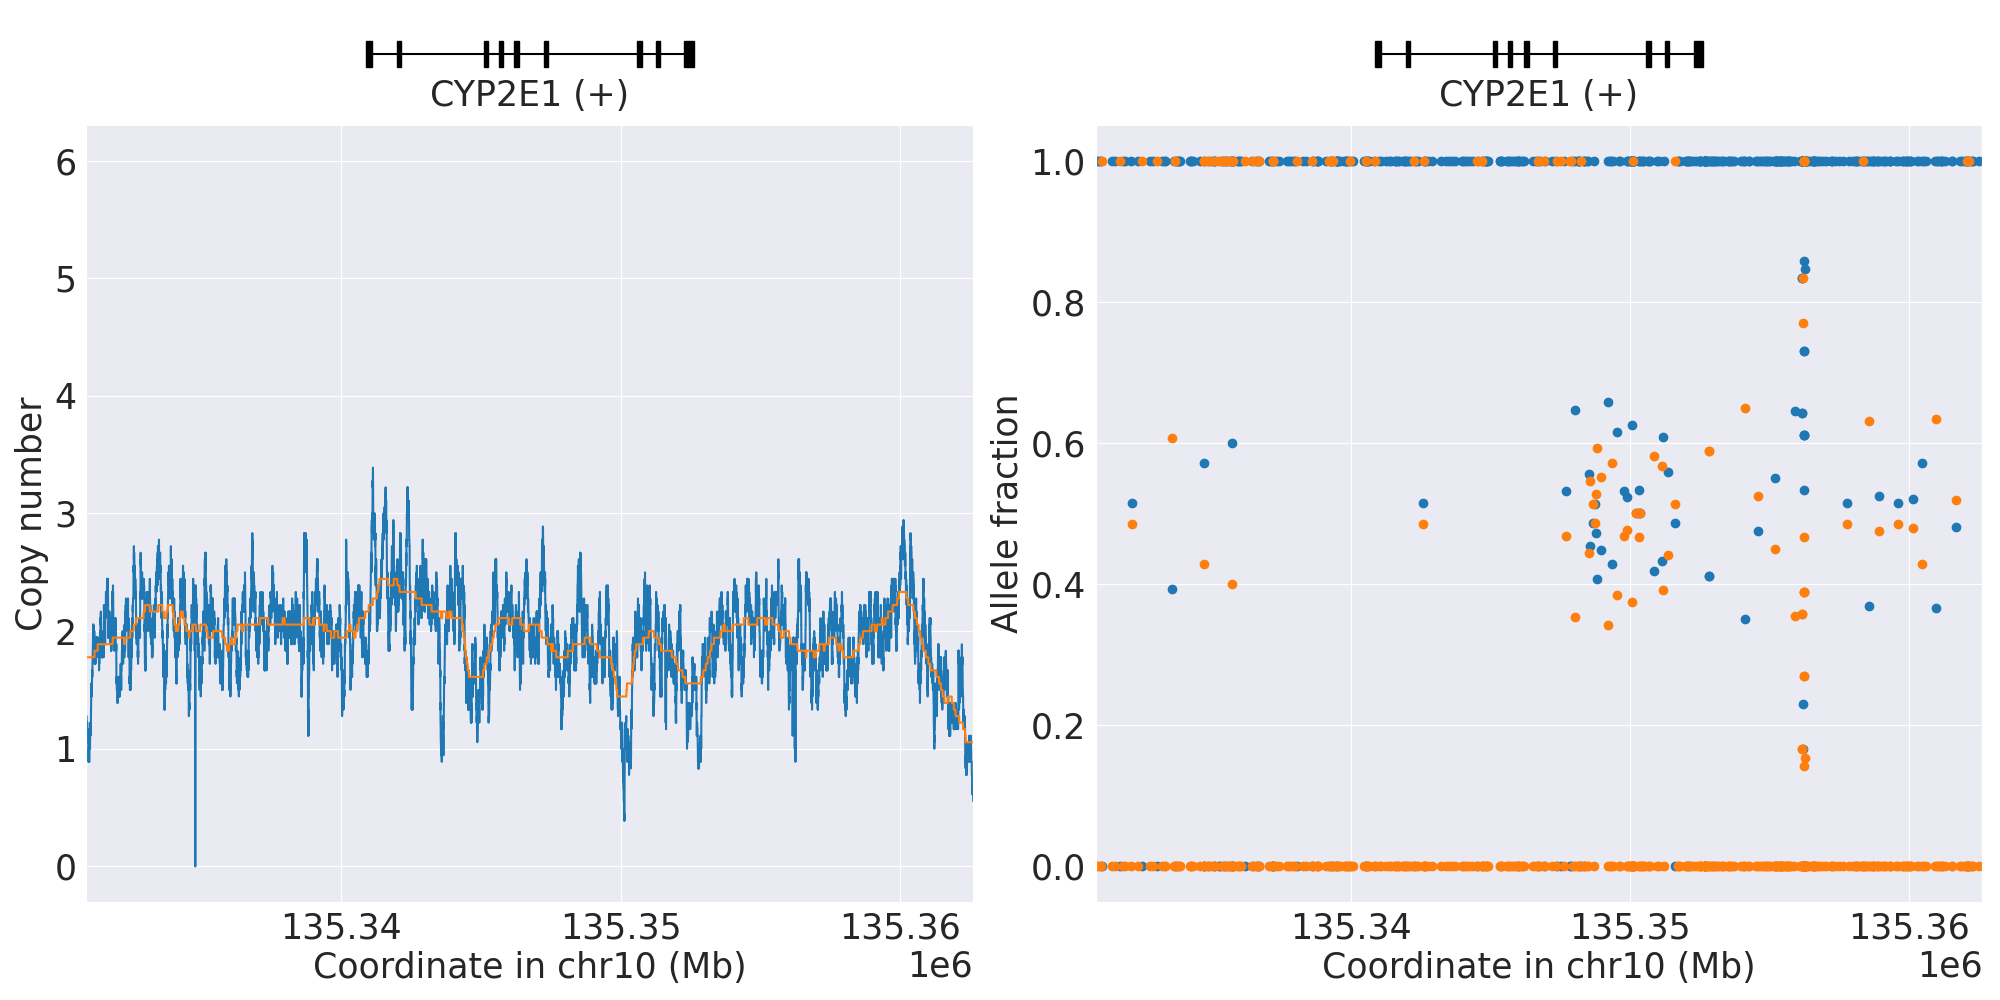 CYP2E1 (+)
6
5
4
3
2
1
0
Copy number
135.34
135.35
135.36
Coordinate in chr10 (Mb)
1e6
CYP2E1 (+)
1.0
0.8
0.6
0.4
0.2
0.0
Allele fraction
135.34
135.35
135.36
Coordinate in chr10 (Mb)
1e6